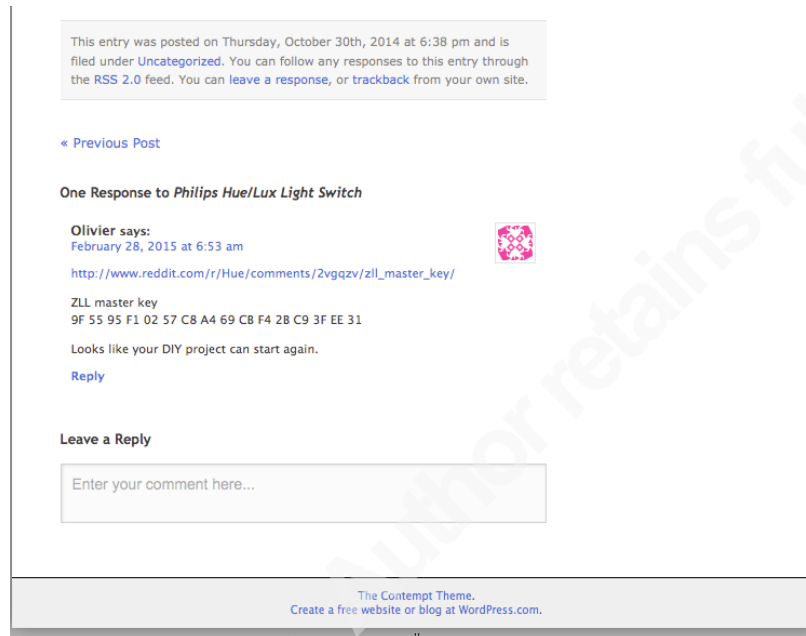 This entry was posted on Thursday, October 30th, 2014 at 6:38 pm and is
filed under Uncategorized. You can follow any responses to this entry through
the RSS 2.0 feed. You can leave a response, or trackback from your own site.
« Previous Post
One Response to Philips Hue/Lux Light Switch
Olivier says:
February 28, 2015 at 6:53 am
http://www.reddit.com/r/Hue/comments/2vgqzv/zll_master_key/
ZLL master key
9F 55 95 F1 02 57 C8 A4 69 CB F4 2B C9 3F EE 31
Looks like your DIY project can start again.
Reply
Leave a Reply
Enter your comment here...
The Contempt Theme.
Create a free website or blog at WordPress.com.
Author retains